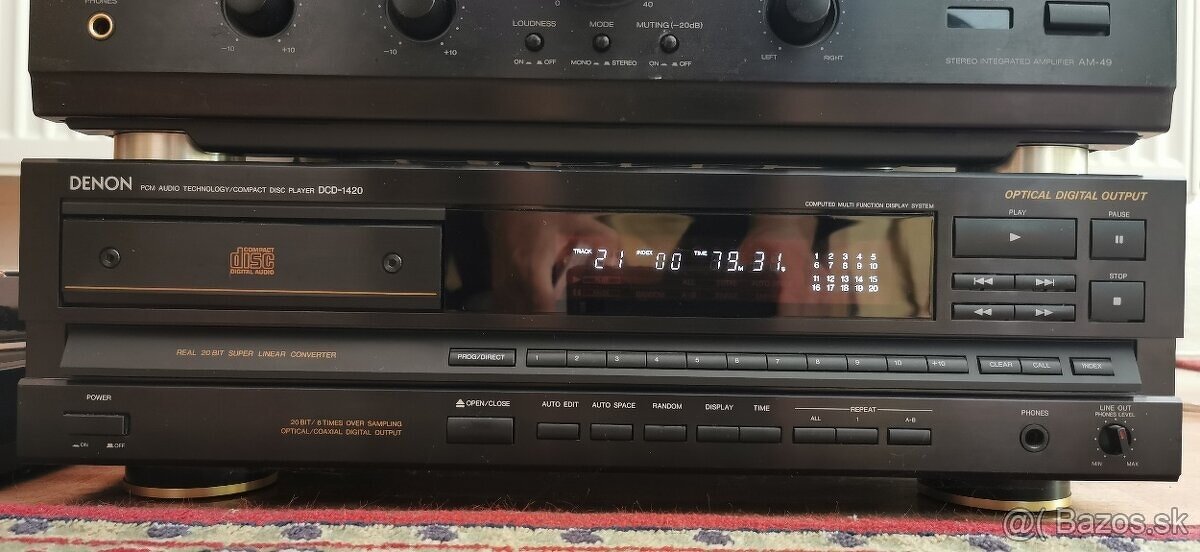 PHONES
-10 +10
-10 +10
0 40
LOUDNESS MODE MUTING (-20dB)
ON OFF MONO STEREO ON OFF
LEFT RIGHT
STEREO INTEGRATED AMPLIFIER AM-49
DENON PCM AUDIO TECHNOLOGY/COMPACT DISC PLAYER DCD-1420
OPTICAL DIGITAL OUTPUT
COMPUTED MULTI FUNCTION DISPLAY SYSTEM
COMPACT
disc
DIGITAL AUDIO
TRACK 21 INDEX 00 TIME 79M 31S
1 2 3 4 5
6 7 8 9 10
11 12 13 14 15
16 17 18 19 20
PLAY PAUSE
STOP
REAL 20 BIT SUPER LINEAR CONVERTER
PROG/DIRECT 1 2 3 4 5 6 7 8 9 10 +10 CLEAR CALL INDEX
POWER
ON OFF
20 BIT/ 8 TIMES OVER SAMPLING
OPTICAL/COAXIAL DIGITAL OUTPUT
OPEN/CLOSE AUTO EDIT AUTO SPACE RANDOM DISPLAY TIME
REPEAT
ALL 1 A-B
PHONES
LINE OUT
PHONES LEVEL
MIN MAX
@( Bazos.sk